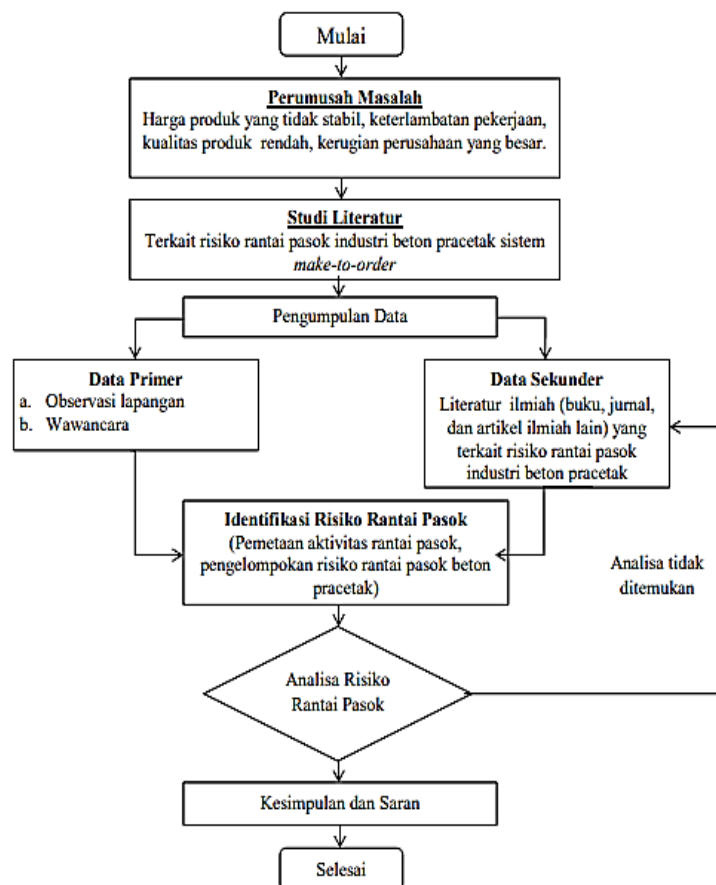 Mulai
Perumusah Masalah
Harga produk yang tidak stabil, keterlambatan pekerjaan,
kualitas produk rendah, kerugian perusahaan yang besar.
Studi Literatur
Terkait risiko rantai pasok industri beton pracetak sistem
make-to-order
Pengumpulan Data
Data Primer
a. Observasi lapangan
b. Wawancara
Data Sekunder
Literatur ilmiah (buku, jurnal,
dan artikel ilmiah lain) yang
terkait risiko rantai pasok
industri beton pracetak
Identifikasi Risiko Rantai Pasok
(Pemetaan aktivitas rantai pasok,
pengelompokan risiko rantai pasok beton
pracetak)
Analisa tidak
ditemukan
Analisa Risiko
Rantai Pasok
Kesimpulan dan Saran
Selesai